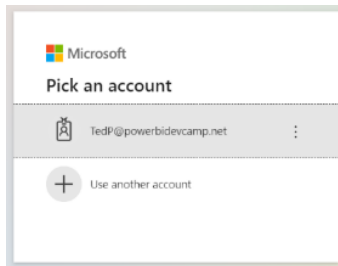 Microsoft
Pick an account
TedP@powerbidevcamp.net
Use another account